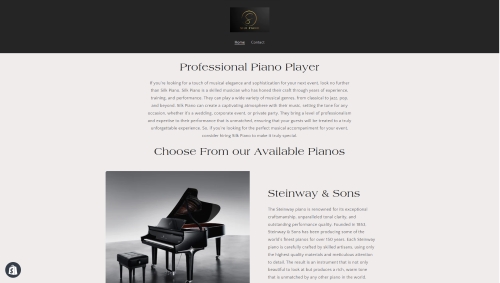 Home Contact
Professional Piano Player
If you're looking for a touch of musical elegance and sophistication for your next event, look no further
than Silk Piano. Silk Piano is a skilled musician who has honed their craft through years of experience,
training, and performance. They can play a wide variety of musical genres, from classical to jazz, pop,
and beyond. Silk Piano can create a captivating atmosphere with their music, setting the tone for any
occasion, whether it's a wedding, corporate event, or private party. They bring a level of professionalism
and expertise to their performance that is unmatched, ensuring that your guests will be treated to a truly
unforgettable experience. So, if you're looking for the perfect musical accompaniment for your event,
consider hiring Silk Piano to make it truly special.
Choose From our Available Pianos
Steinway & Sons
The Steinway piano is renowned for its exceptional
craftsmanship, unparalleled tonal clarity, and
outstanding performance quality. Founded in 1853,
Steinway & Sons has been producing some of the
world's finest pianos for over 160 years. Each Steinway
piano is carefully crafted by skilled artisans, using only
the highest quality materials and meticulous attention
to detail. The result is an instrument that is not only
beautiful to look at but produces a rich, warm tone
that is unmatched by any other piano in the world.